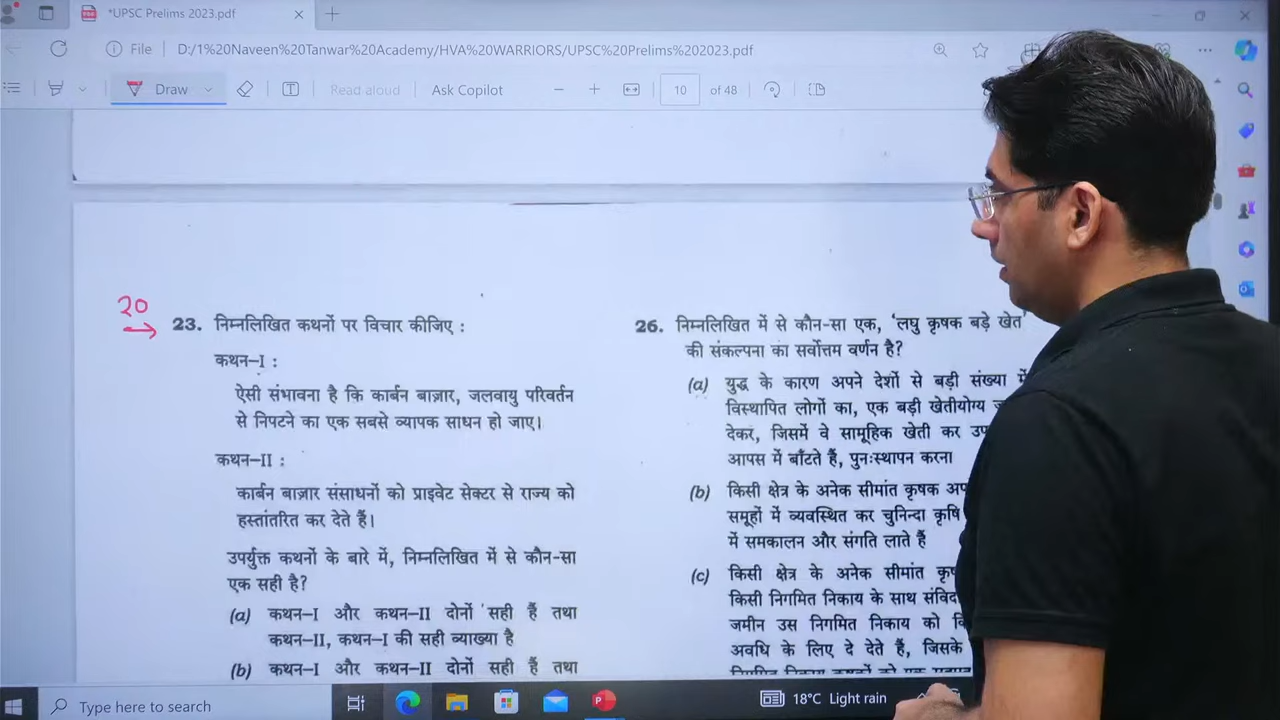 *UPSC Prelims 2023.pdf
File
D:/1%20Naveen%20Tanwar%20Academy/HVA%20WARRIORS/UPSC%20Prelims%202023.pdf
Draw
Read aloud
Ask Copilot
10 of 48
20
23. निम्नलिखित कथनों पर विचार कीजिए :
कथन-I :
ऐसी संभावना है कि कार्बन बाज़ार, जलवायु परिवर्तन
से निपटने का एक सबसे व्यापक साधन हो जाए।
कथन-II :
कार्बन बाज़ार संसाधनों को प्राइवेट सेक्टर से राज्य को
हस्तांतरित कर देते हैं।
उपर्युक्त कथनों के बारे में, निम्नलिखित में से कौन-सा
एक सही है?
(a) कथन-I और कथन-II दोनों सही हैं तथा
कथन-II, कथन-I की सही व्याख्या है
(b) कथन-I और कथन-II दोनों सही हैं तथा
26. निम्नलिखित में से कौन-सा एक, 'लघु कृषक बड़े खेत'
की संकल्पना का सर्वोत्तम वर्णन है?
(a) युद्ध के कारण अपने देशों से बड़ी संख्या में
विस्थापित लोगों का, एक बड़ी खेतीयोग्य
देकर, जिसमें वे सामूहिक खेती कर
आपस में बाँटते हैं, पुनःस्थापन करना
(b) किसी क्षेत्र के अनेक सीमांत कृषक
समूहों में व्यवस्थित कर चुनिन्दा कृषि
में समकालन और संगति लाते हैं
(c) किसी क्षेत्र के अनेक सीमांत
किसी निगमित निकाय के साथ
जमीन उस निगमित निकाय को
अवधि के लिए दे देते हैं, जिसके
Type here to search
18°C Light rain